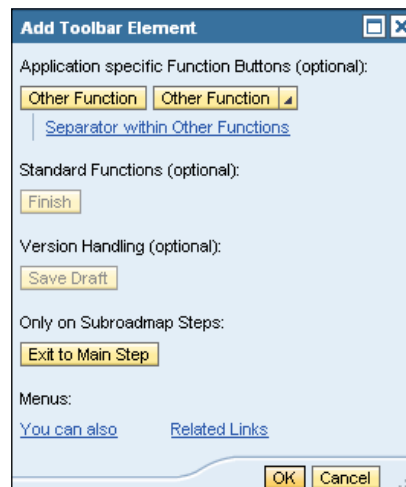 Add Toolbar Element
Application specific Function Buttons (optional):
Other Function Other Function
Separator within Other Functions
Standard Functions (optional):
Finish
Version Handling (optional):
Save Draft
Only on Subroadmap Steps:
Exit to Main Step
Menus:
You can also Related Links
OK Cancel